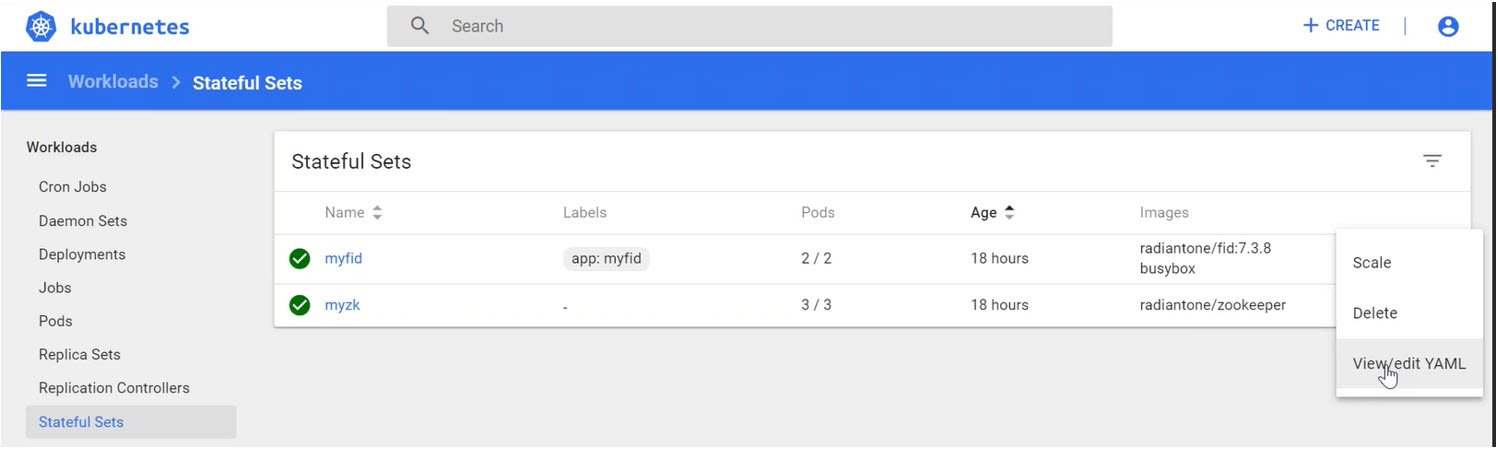 kubernetes
Search
+ CREATE
Workloads > Stateful Sets
Workloads
Cron Jobs
Daemon Sets
Deployments
Jobs
Pods
Replica Sets
Replication Controllers
Stateful Sets
Stateful Sets
Name Labels Pods Age Images
myfid app: myfid 2 / 2 18 hours radiantone/fid:7.3.8
busybox
myzk - 3 / 3 18 hours radiantone/zookeeper
Scale
Delete
View/edit YAML